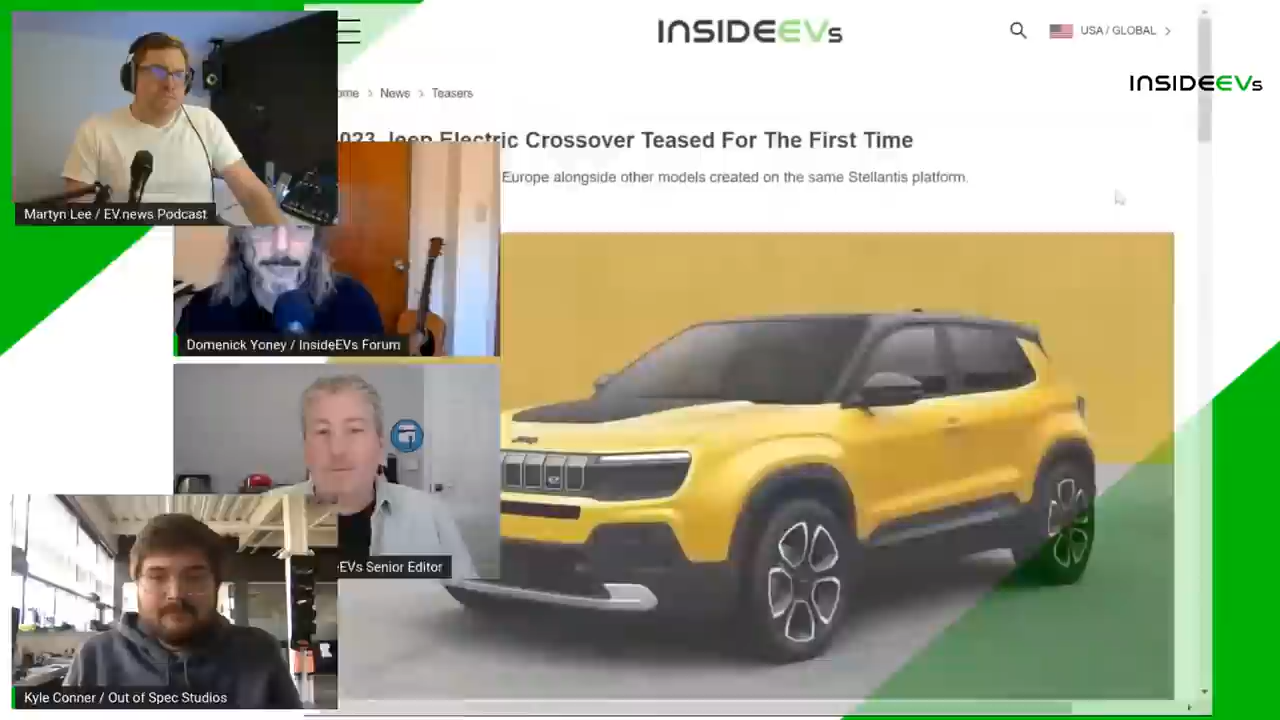 INSIDEEVs
USA / GLOBAL
INSIDEEVs
News
Teasers
Jeep Electric Crossover Teased For The First Time
Europe alongside other models created on the same Stellantis platform.
Martyn Lee / EV.news Podcast
Domenick Yoney / InsideEVs Forum
EVs Senior Editor
Kyle Conner / Out of Spec Studios
Jeep